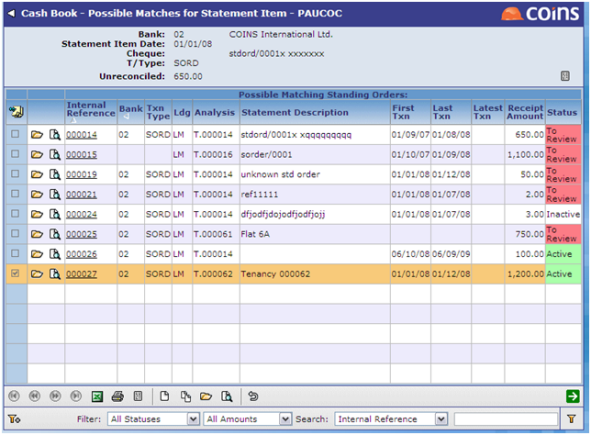 Cash Book - Possible Matches for Statement Item - PAUCOC
COINS
Bank: 02 COINS International Ltd.
Statement Item Date: 01/01/08
Cheque: stdord/0001x xxxxxxx
T/Type: SORD
Unreconciled: 650.00
Possible Matching Standing Orders:
Internal Reference Bank Txn Type Ldg Analysis Statement Description First Txn Last Txn Latest Txn Receipt Amount Status
000014 02 SORD LM T.000014 stdord/0001x xqqqqqqqqq 01/09/07 01/08/08 650.00 To Review
000015 LM T.000016 sorder/0001 01/10/07 01/09/08 1,100.00 To Review
000019 02 SORD LM T.000014 unknown std order 01/01/08 01/12/08 50.00 To Review
000021 02 SORD LM T.000014 ref11111 01/01/08 01/07/08 2.00 To Review
000024 02 SORD LM T.000014 dfjodfjdojodfjodfjojj 01/01/08 01/07/08 3.00 Inactive
000025 02 SORD LM T.000061 Flat 6A 750.00 To Review
000026 02 SORD LM T.000014 06/10/08 06/09/09 100.00 Active
000027 02 SORD LM T.000062 Tenancy 000062 01/01/08 01/12/08 1,200.00 Active
Filter: All Statuses All Amounts Search: Internal Reference